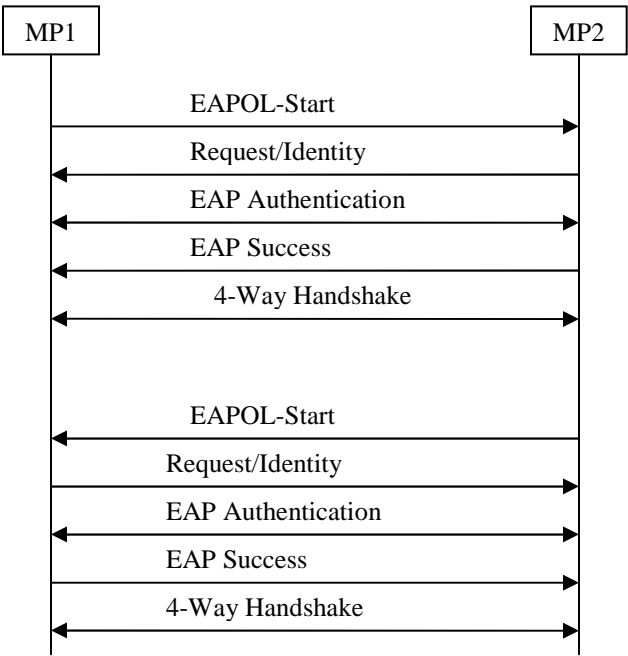 MP1
MP2
EAPOL-Start
Request/Identity
EAP Authentication
EAP Success
4-Way Handshake
EAPOL-Start
Request/Identity
EAP Authentication
EAP Success
4-Way Handshake